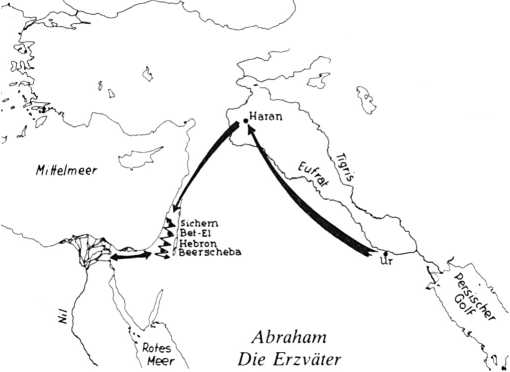 Haran
Mittelmeer
Eufrat
Tigris
Sichem
Bet-El
Hebron
Beerscheba
Ur
Persischer
Golf
Nil
Rotes
Meer
Abraham
Die Erzväter